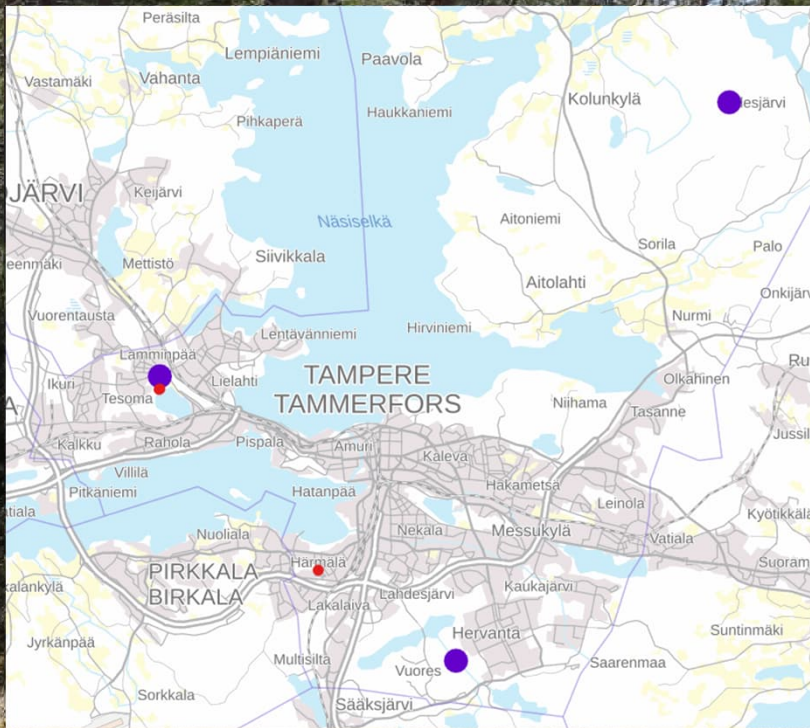 Peräsilta
Lempiäniemi
Paavola
Vastamäki
Vahanta
Kolunkylä
Haukkaniemi
Pihkaperä
JÄRVI
Keijärvi
Näsiselkä
Aitoniemi
Siivikkala
Sorila
Palo
Mettistö
Aitolahti
Vuorentausta
Nurmi
Lentävänniemi
Hirviniemi
Lamminpää
Ikuri
Lielahti
TAMPERE
TAMMERFORS
Olkahinen
Tesoma
Niihama
Tasanne
Kalkku
Rahola
Pispala
Amuri
Kaleva
Villilä
Pitkäniemi
Hatanpää
Hakametsä
Leinola
Nuoliala
Nekala
Messukylä
Vatiala
Härmälä
PIRKKALA
BIRKALA
Lakalaiva
Lahdesjärvi
Kaukajärvi
Hervanta
Suntinmäki
Jyrkänpää
Multisilta
Vuores
Saarenmaa
Sorkkala
Sääksjärvi